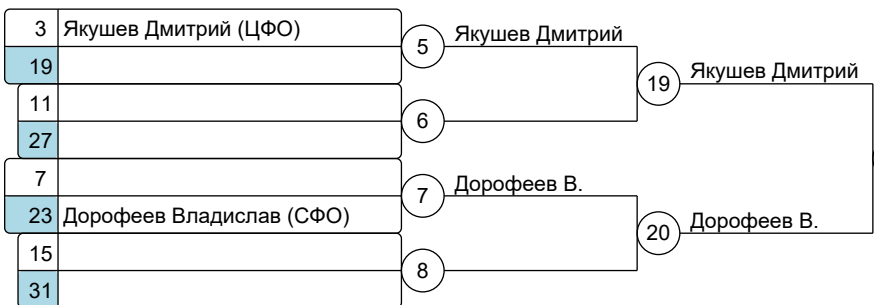 3 Якушев Дмитрий (ЦФО)
5 Якушев Дмитрий
19
19 Якушев Дмитрий
11
6
27
7
7 Дорофеев В.
23 Дорофеев Владислав (СФО)
20 Дорофеев В.
15
8
31